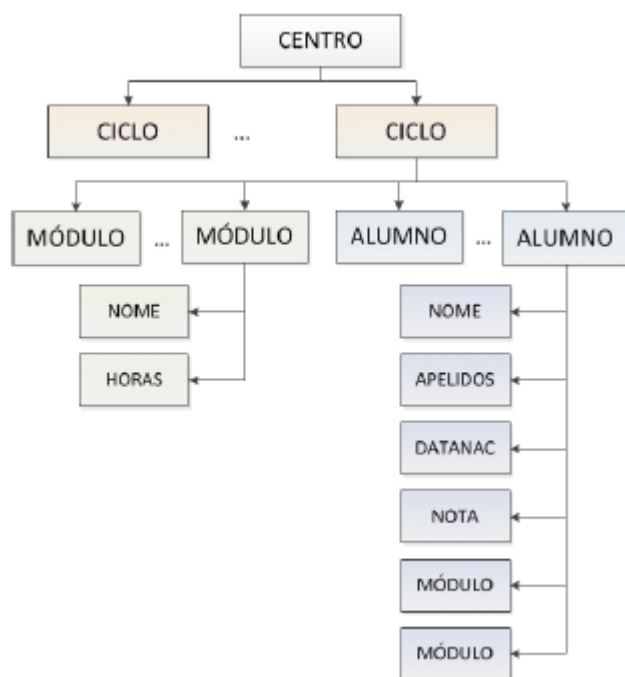 CENTRO
CICLO ... CICLO
MÓDULO ... MÓDULO ALUMNO ... ALUMNO
NOME NOME
HORAS APELIDOS
DATANAC
NOTA
MÓDULO
MÓDULO